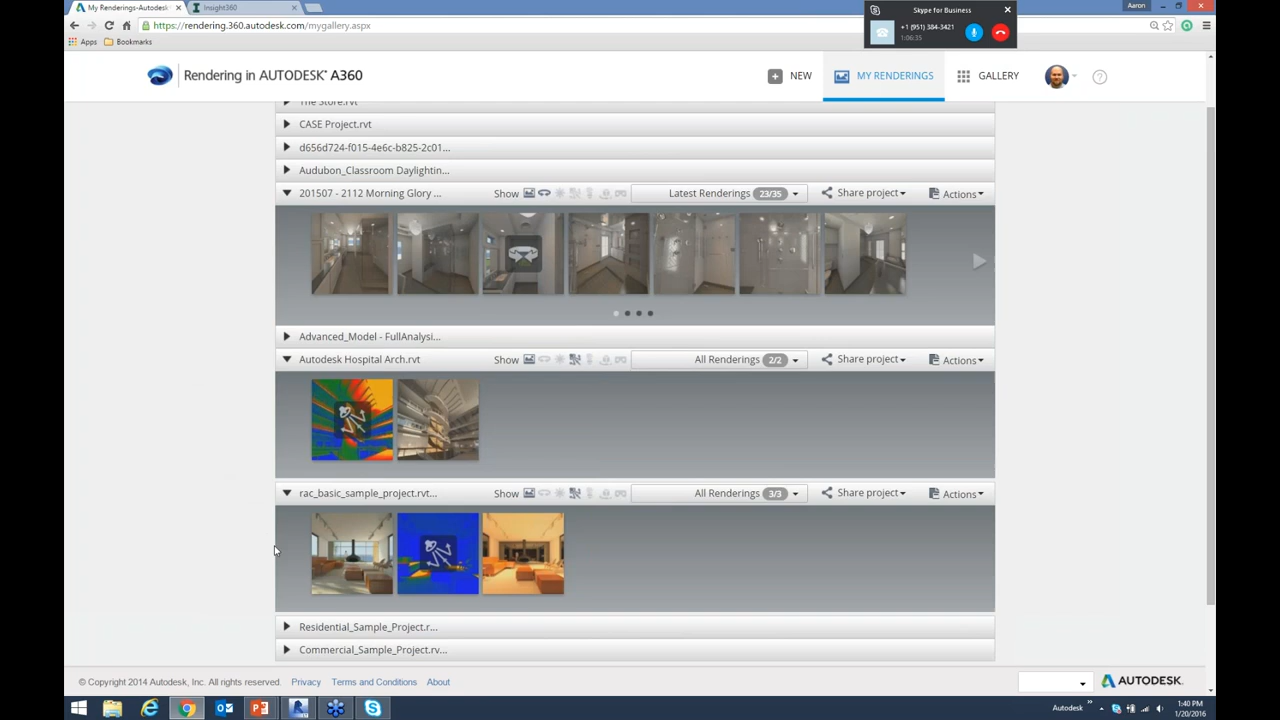 My Renderings-Autodesk
Insight360
Aaron
https://rendering.360.autodesk.com/mygallery.aspx
Apps
Bookmarks
Skype for Business
+1 (951) 384-3421
1:06:35
Rendering in AUTODESK A360
NEW
MY RENDERINGS
GALLERY
The Store.rvt
CASE Project.rvt
d656d724-f015-4e6c-b825-2c01...
Audubon_Classroom Daylightin...
201507 - 2112 Morning Glory ... Show Latest Renderings 23/35 Share project Actions
Advanced_Model - FullAnalysi...
Autodesk Hospital Arch.rvt Show All Renderings 2/2 Share project Actions
rac_basic_sample_project.rvt... Show All Renderings 3/3 Share project Actions
Residential_Sample_Project.r...
Commercial_Sample_Project.rv...
© Copyright 2014 Autodesk, Inc. All rights reserved. Privacy Terms and Conditions About
AUTODESK.
Autodesk
1:40 PM
1/20/2016